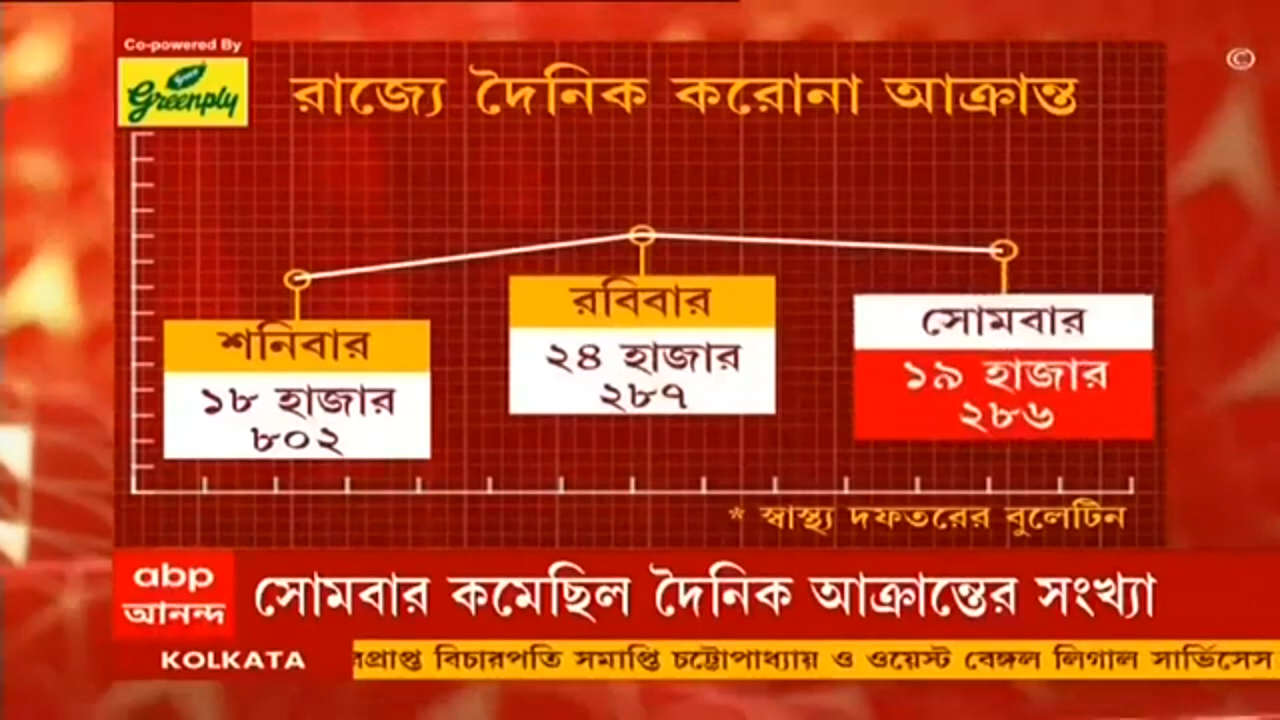 Co-powered By
Greenply
রাজ্যে দৈনিক করোনা আক্রান্ত
শনিবার
১৮ হাজার
৮০২
রবিবার
২৪ হাজার
২৮৭
সোমবার
১৯ হাজার
২৮৬
* স্বাস্থ্য দফতরের বুলেটিন
abp
আনন্দ
সোমবার কমেছিল দৈনিক আক্রান্তের সংখ্যা
KOLKATA
বিচারপতি সমাপ্তি চট্টোপাধ্যায় ও ওয়েস্ট বেঙ্গল লিগাল সার্ভিসেস